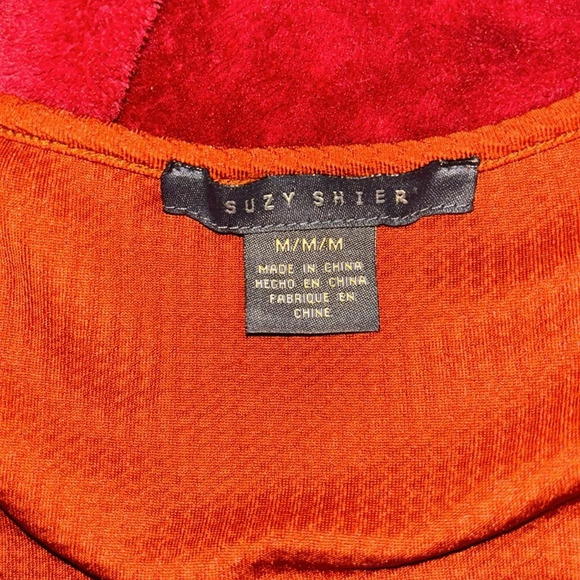 SUZY SHIER
M/M/M
MADE IN CHINA
HECHO EN CHINA
FABRIQUE EN
CHINE